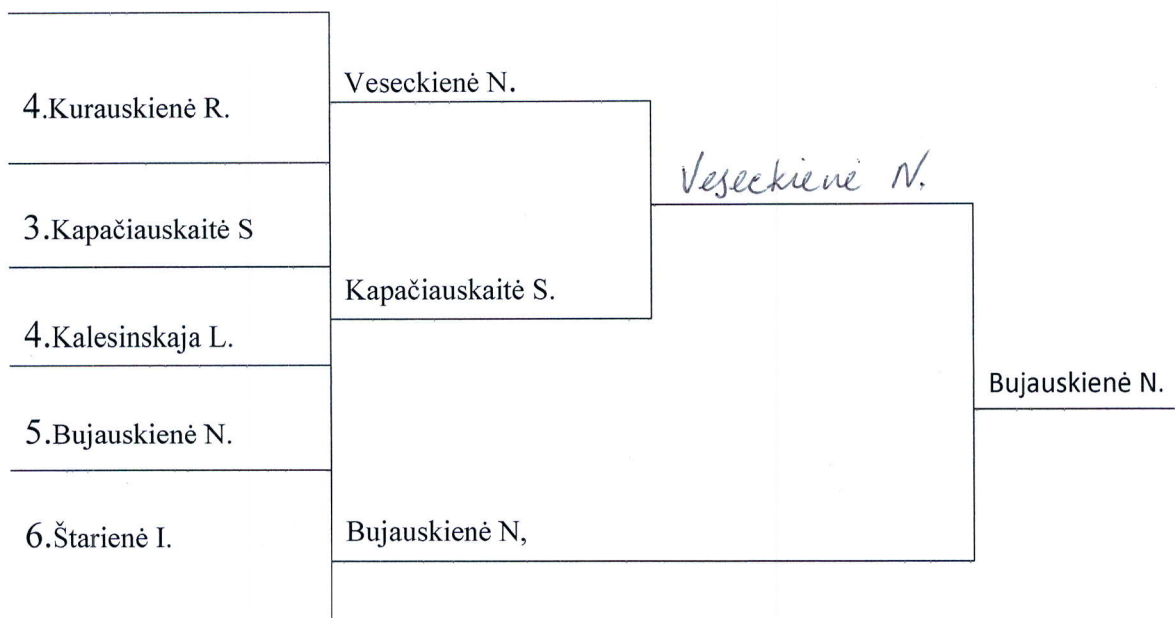 4.Kurauskienė R.
3.Kapačiauskaitė S
4.Kalesinskaja L.
5.Bujauskienė N.
6.Štarienė I.
Veseckienė N.
Kapačiauskaitė S.
Bujauskienė N,
Veseckienė N.
Bujauskienė N.